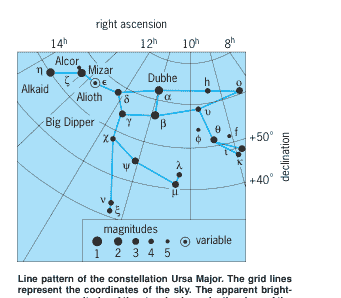 right ascension
14h 12h 10h 8h
Alcor
η ζ Mizar
ε
Dubhe
h ο
Alkaid
Alioth
δ α
υ
Big Dipper
γ β
θ f
ϕ
+50°
χ
ι κ
declination
ψ
λ
+40°
μ
ν
ξ
magnitudes
variable
1 2 3 4 5
Line pattern of the constellation Ursa Major. The grid lines
represent the coordinates of the sky. The apparent bright-